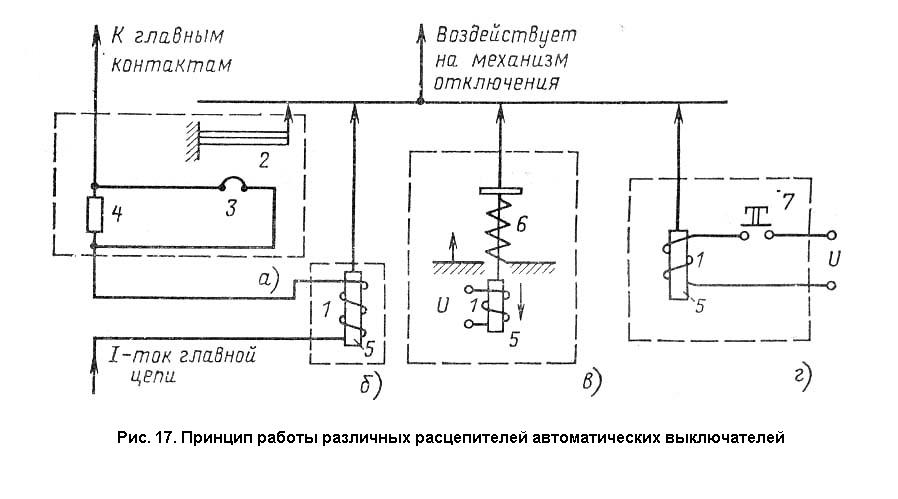 К главным
контактам
Воздействует
на механизм
отключения
2
4
3
а)
I-ток главной
цепи
1
5
б)
6
U
1
5
в)
7
1
U
5
г)
Рис. 17. Принцип работы различных расцепителей автоматических выключателей